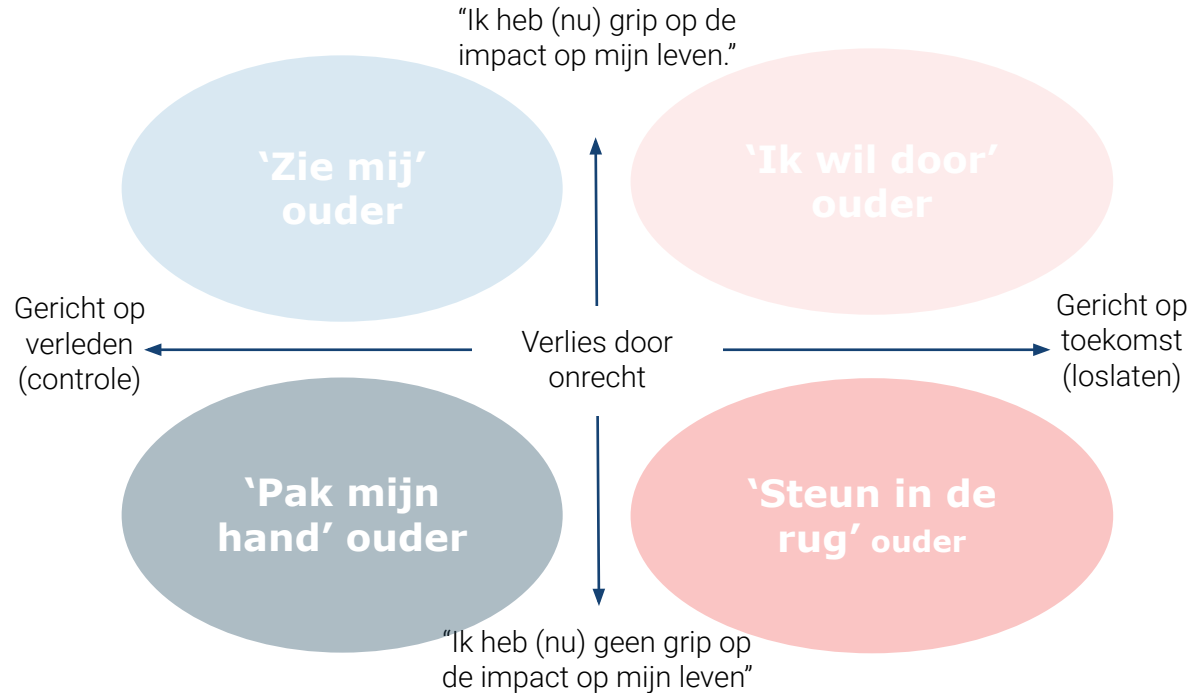 “Ik heb (nu) grip op de
impact op mijn leven.”
‘Zie mij’
ouder
‘Ik wil door’
ouder
Gericht op
verleden
(controle)
Verlies door
onrecht
Gericht op
toekomst
(loslaten)
‘Pak mijn
hand’ ouder
‘Steun in de
rug’ ouder
“Ik heb (nu) geen grip op
de impact op mijn leven”